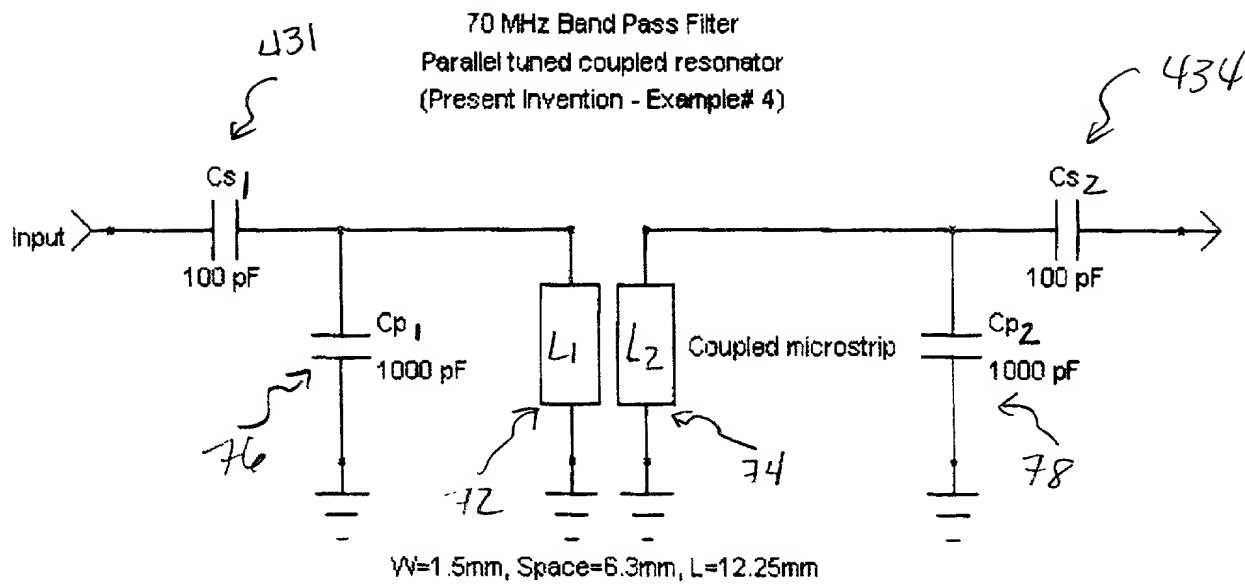 70 MHz Band Pass Filter
Parallel tuned coupled resonator
(Present Invention - Example# 4)
431
434
Cs1
Cs2
Input
100 pF
100 pF
Cp1
1000 pF
L1
L2
Coupled microstrip
Cp2
1000 pF
76
72
74
78
W=1.5mm, Space=6.3mm, L=12.25mm